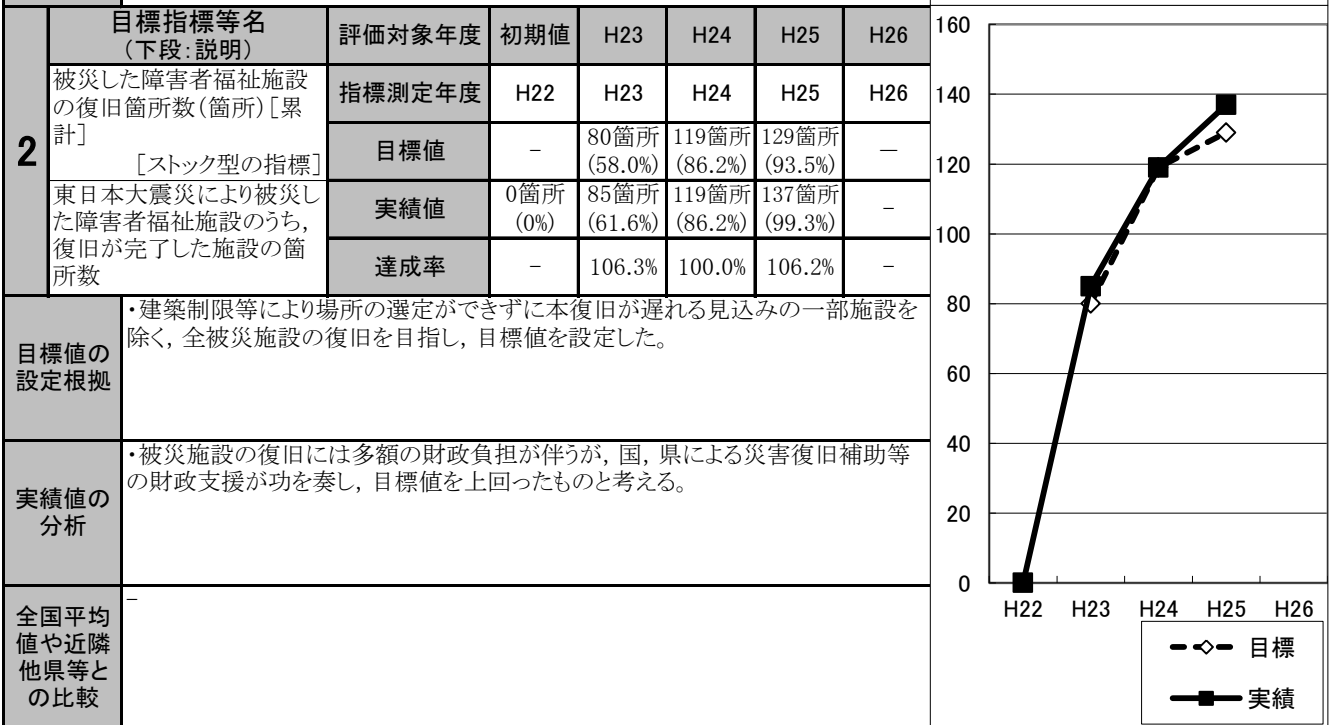 2
目標指標等名
(下段:説明)
評価対象年度 初期値 H23 H24 H25 H26
被災した障害者福祉施設
の復旧箇所数(箇所)[累
計]
[ストック型の指標]
指標測定年度 H22 H23 H24 H25 H26
目標値 - 80箇所 119箇所 129箇所 -
(58.0%) (86.2%) (93.5%)
東日本大震災により被災し
た障害者福祉施設のうち,
復旧が完了した施設の箇
所数
実績値 0箇所 85箇所 119箇所 137箇所 -
(0%) (61.6%) (86.2%) (99.3%)
達成率 - 106.3% 100.0% 106.2% -
目標値の
設定根拠
・建築制限等により場所の選定ができずに本復旧が遅れる見込みの一部施設を
除く,全被災施設の復旧を目指し,目標値を設定した。
実績値の
分析
・被災施設の復旧には多額の財政負担が伴うが,国,県による災害復旧補助等
の財政支援が功を奏し,目標値を上回ったものと考える。
全国平均
値や近隣
他県等と
の比較
-
160
140
120
100
80
60
40
20
0
H22 H23 H24 H25 H26
目標
実績